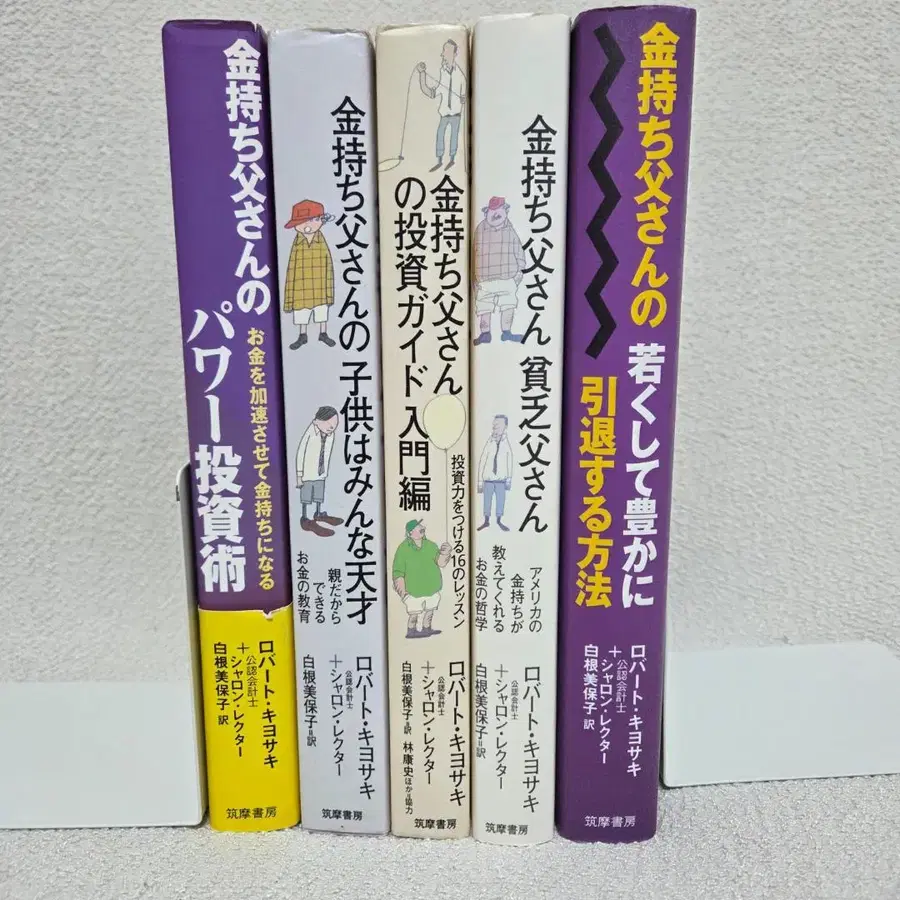 金持ち父さんの
パワー投資術
お金を加速させて金持ちになる
ロバート・キヨサキ
公認会計士
＋シャロン・レクター
白根美保子 訳
金持ち父さんの子供はみんな天才
親だから
できる
お金の教育
ロバート・キヨサキ
公認会計士
＋シャロン・レクター
白根美保子=訳
筑摩書房
金持ち父さん
の投資ガイド 入門編
投資力をつける16のレッスン
ロバート・キヨサキ
公認会計士
＋シャロン・レクター
白根美保子=訳 林康史ほか=協力
筑摩書房
金持ち父さん 貧乏父さん
アメリカの
金持ちが
教えてくれる
お金の哲学
ロバート・キヨサキ
公認会計士
＋シャロン・レクター
白根美保子=訳
筑摩書房
金持ち父さんの
若くして豊かに
引退する方法
ロバート・キヨサキ
公認会計士
＋シャロン・レクター
白根美保子 訳
筑摩書房
筑摩書房